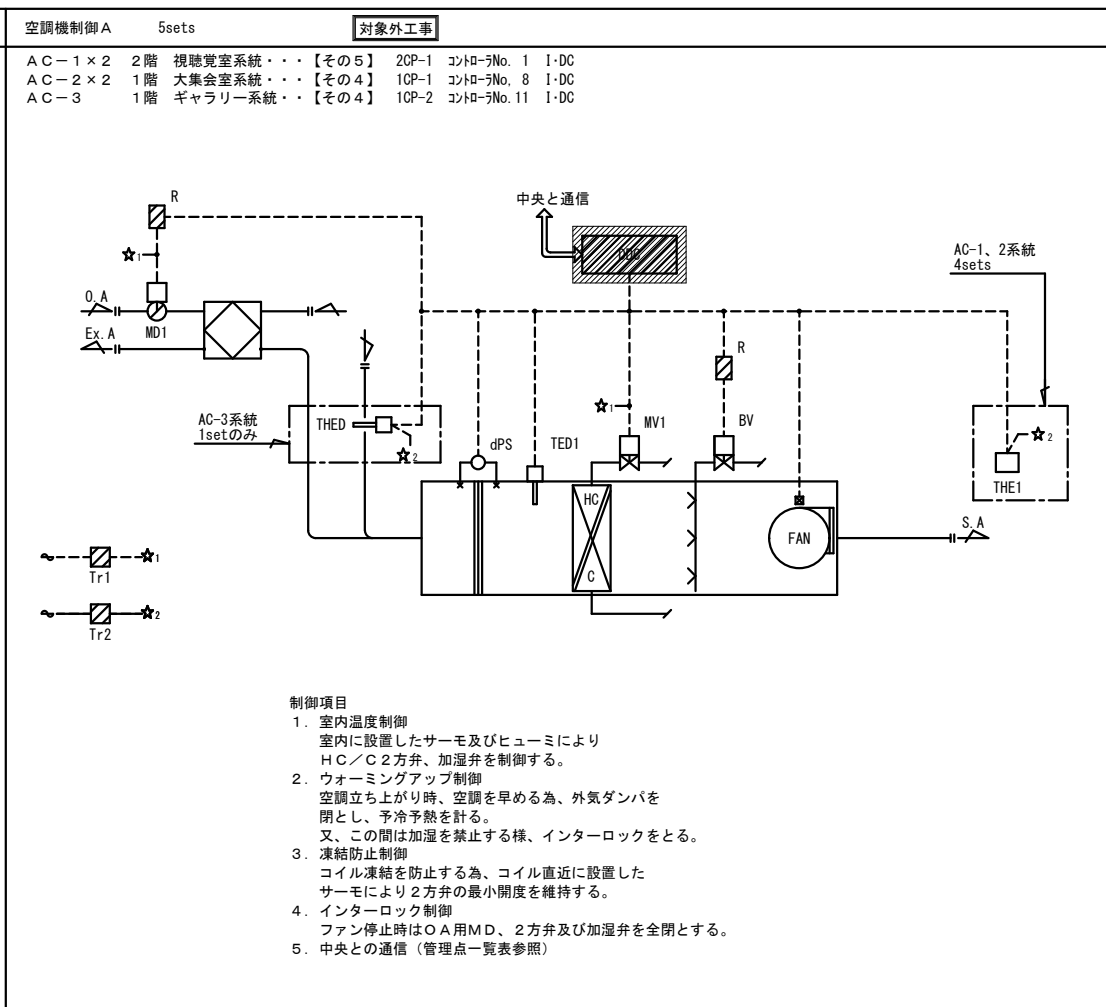 空調機制御A 5sets 対象外工事
AC-1×2 2階 視聴覚室系統・・・【その5】 2CP-1 ｺﾝﾄﾛｰﾗNo. 1 I・DC
AC-2×2 1階 大集会室系統・・・【その4】 1CP-1 ｺﾝﾄﾛｰﾗNo, 8 I・DC
AC-3 1階 ギャラリー系統・・【その4】 1CP-2 ｺﾝﾄﾛｰﾗNo.11 I・DC
R
中央と通信
DDC
AC-1、2系統
4sets
☆1
O.A
MD1
Ex.A
R
AC-3系統
1setのみ
THED
☆2
dPS
TED1
☆1
MV1
BV
☆2
THE1
HC
C
FAN
S.A
☆1
Tr1
☆2
Tr2
制御項目
1．室内温度制御
室内に設置したサーモ及びヒューミにより
HC／C2方弁、加湿弁を制御する。
2．ウォーミングアップ制御
空調立ち上がり時、空調を早める為、外気ダンパを
閉とし、予冷予熱を計る。
又、この間は加湿を禁止する様、インターロックをとる。
3．凍結防止制御
コイル凍結を防止する為、コイル直近に設置した
サーモにより2方弁の最小開度を維持する。
4．インターロック制御
ファン停止時はOA用MD、2方弁及び加湿弁を全閉とする。
5．中央との通信（管理点一覧表参照）